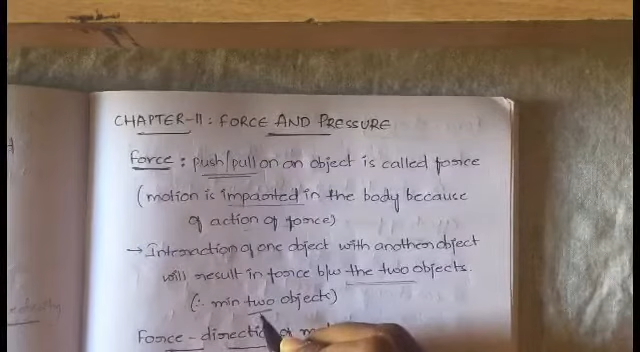 CHAPTER-11: FORCE AND PRESSURE
Force: push/pull on an object is called force
(motion is imparted in the body because
of action of force)
→ Interaction of one object with another object
will result in force b/w the two objects.
(∴ min two objects)
Force - direction of